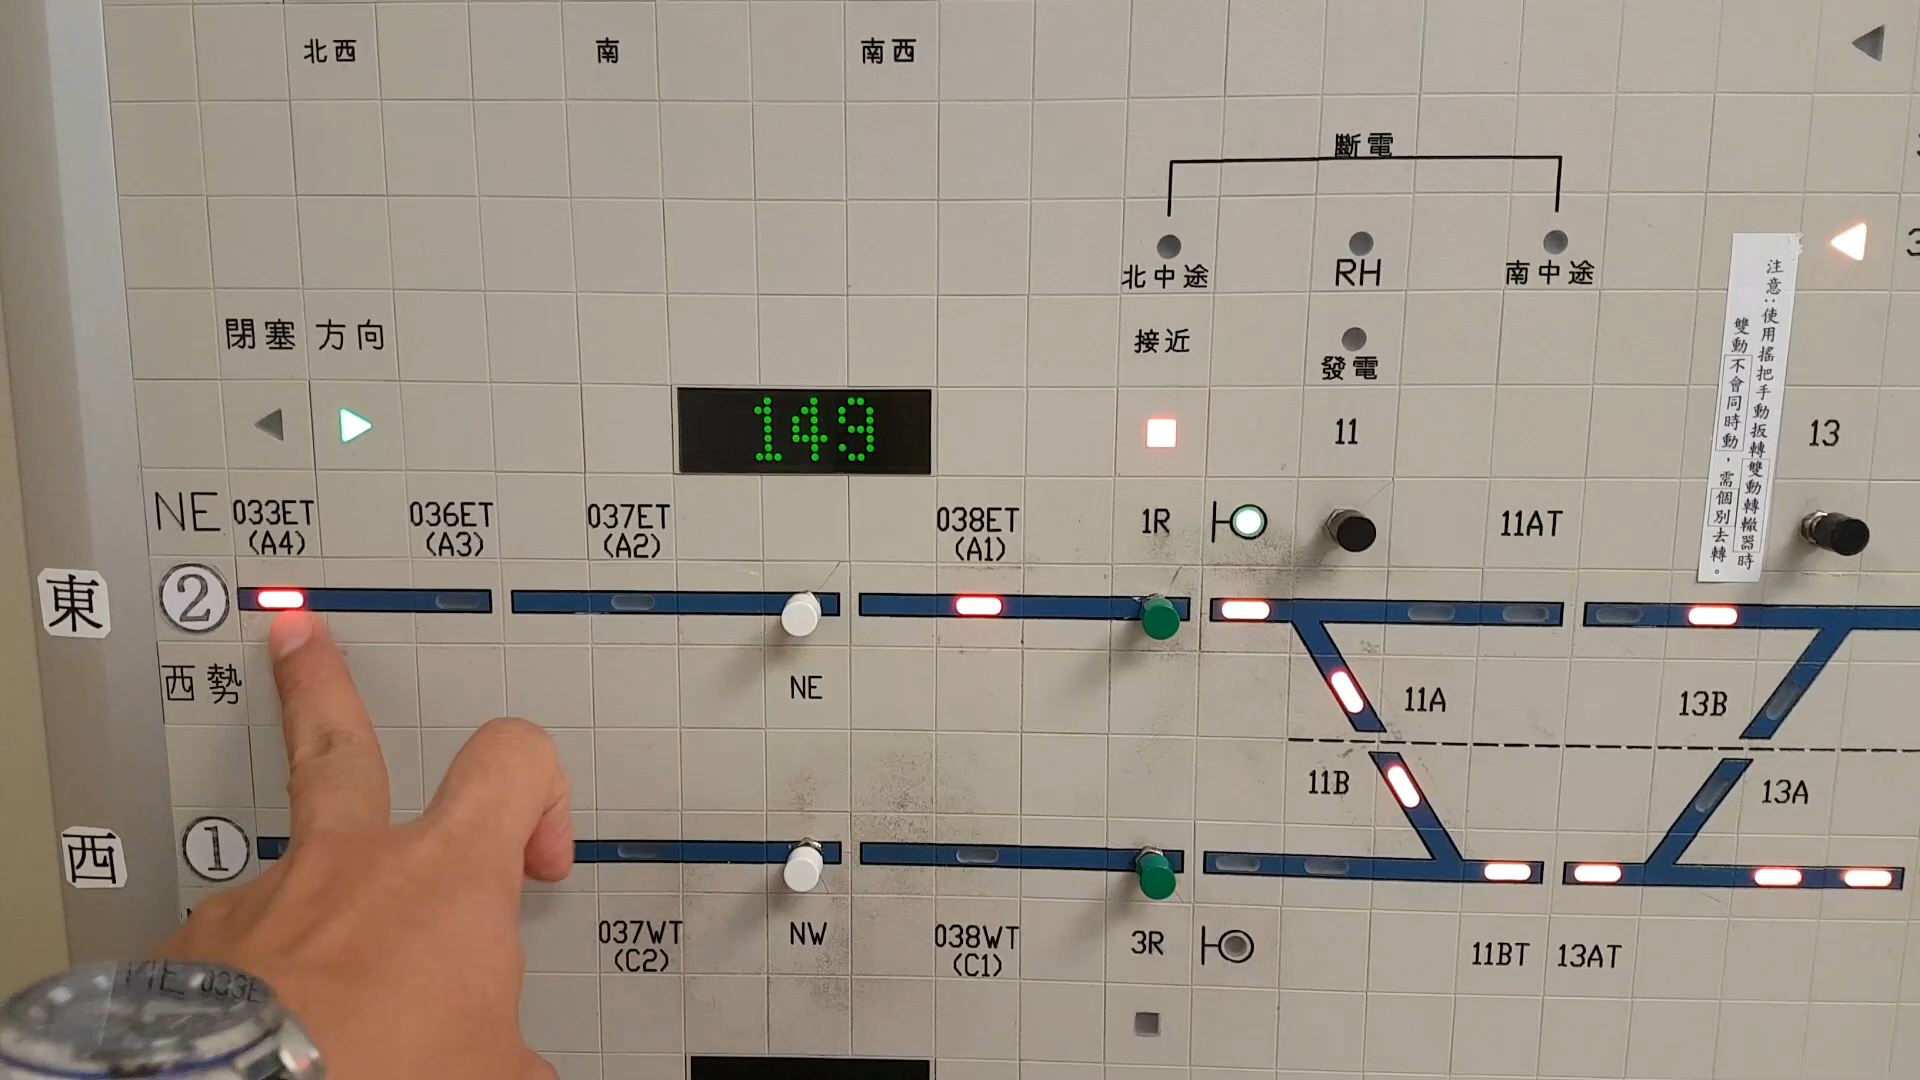 北西
南
南西
斷電
北中途
RH
南中途
閉塞 方向
接近
發電
注意：使用搖把手動扳轉雙動轉轍器時
雙動不會同時動，需個別去轉。
149
11
13
NE
033ET
(A4)
036ET
(A3)
037ET
(A2)
038ET
(A1)
1R
11AT
東
②
西勢
NE
11A
13B
11B
13A
西
①
037WT
(C2)
NW
038WT
(C1)
3R
11BT
13AT